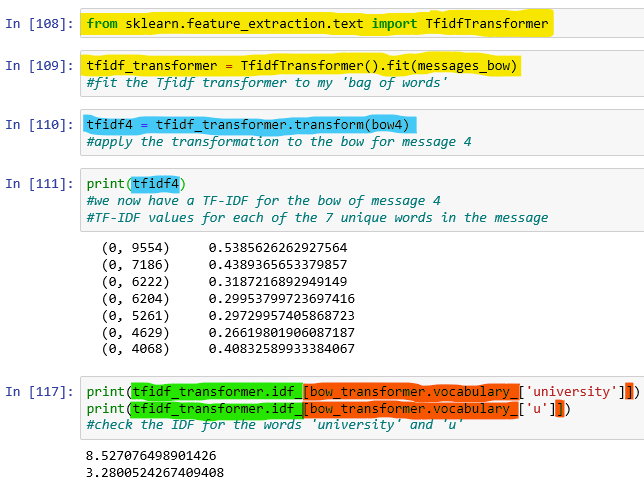 In [108]: from sklearn.feature_extraction.text import TfidfTransformer
In [109]: tfidf_transformer = TfidfTransformer().fit(messages_bow)
#fit the Tfidf transformer to my 'bag of words'
In [110]: tfidf4 = tfidf_transformer.transform(bow4)
#apply the transformation to the bow for message 4
In [111]: print(tfidf4)
#we now have a TF-IDF for the bow of message 4
#TF-IDF values for each of the 7 unique words in the message
(0, 9554) 0.5385626262927564
(0, 7186) 0.4389365653379857
(0, 6222) 0.3187216892949149
(0, 6204) 0.29953799723697416
(0, 5261) 0.29729957405868723
(0, 4629) 0.26619801906087187
(0, 4068) 0.40832589933384067
In [117]: print(tfidf_transformer.idf_[bow_transformer.vocabulary_['university']])
print(tfidf_transformer.idf_[bow_transformer.vocabulary_['u']])
#check the IDF for the words 'university' and 'u'
8.527076498901426
3.2800524267409408